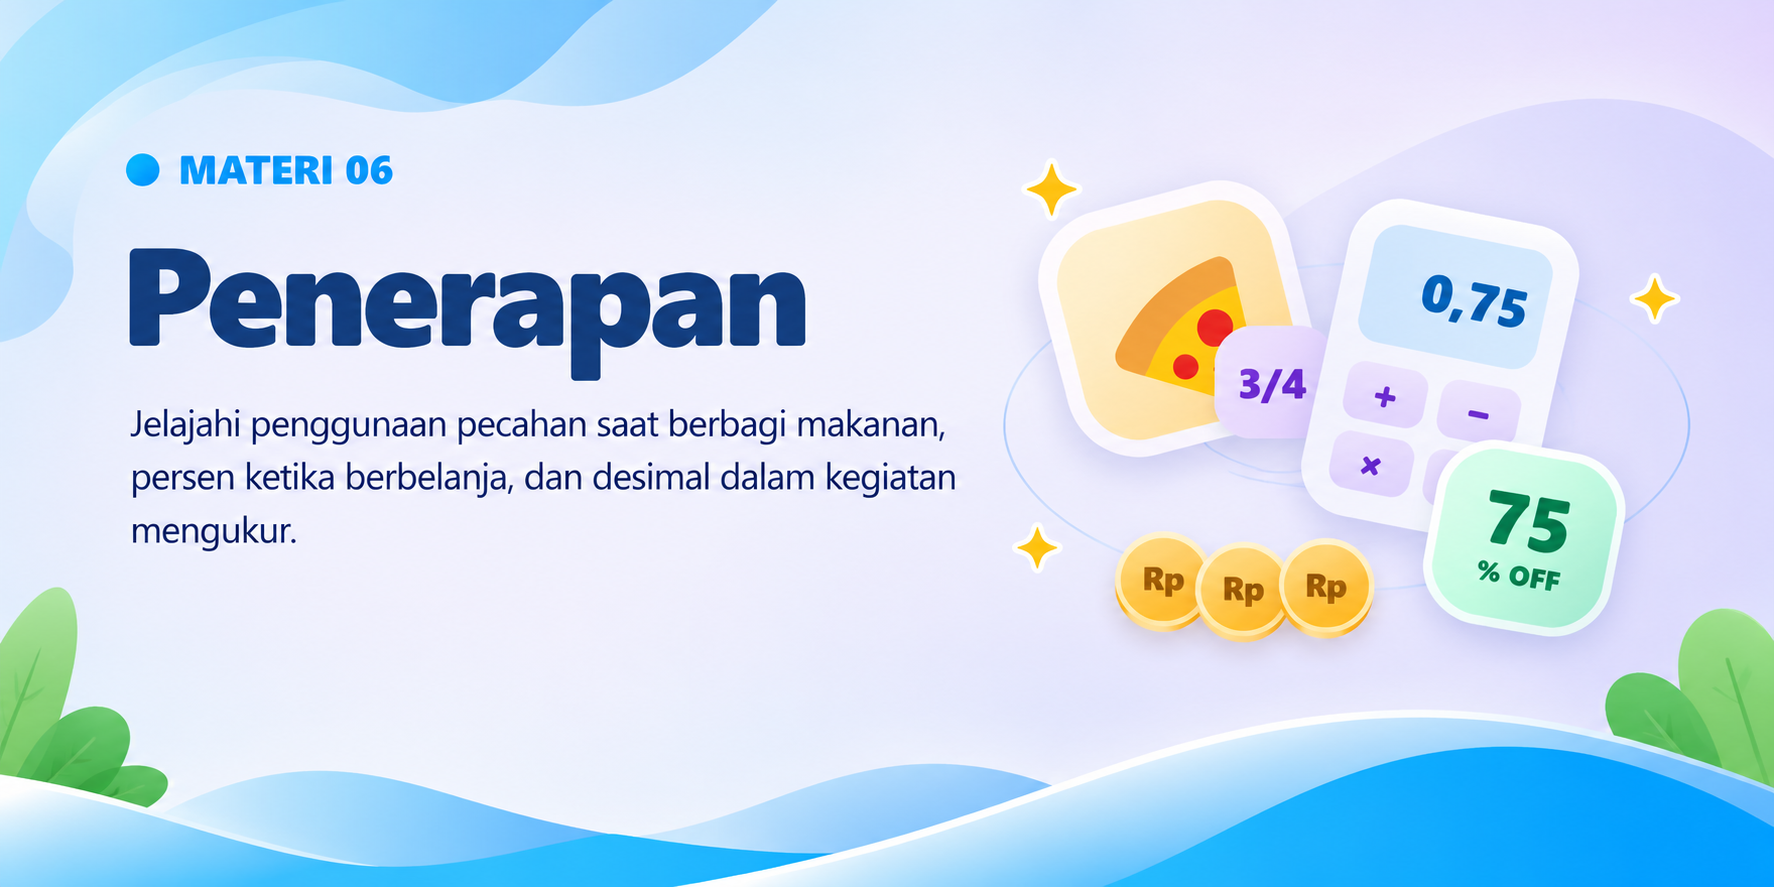 MATERI 06
Penerapan
Jelajahi penggunaan pecahan saat berbagi makanan,
persen ketika berbelanja, dan desimal dalam kegiatan
mengukur.
3/4
0,75
+ −
×
75
% OFF
Rp Rp Rp